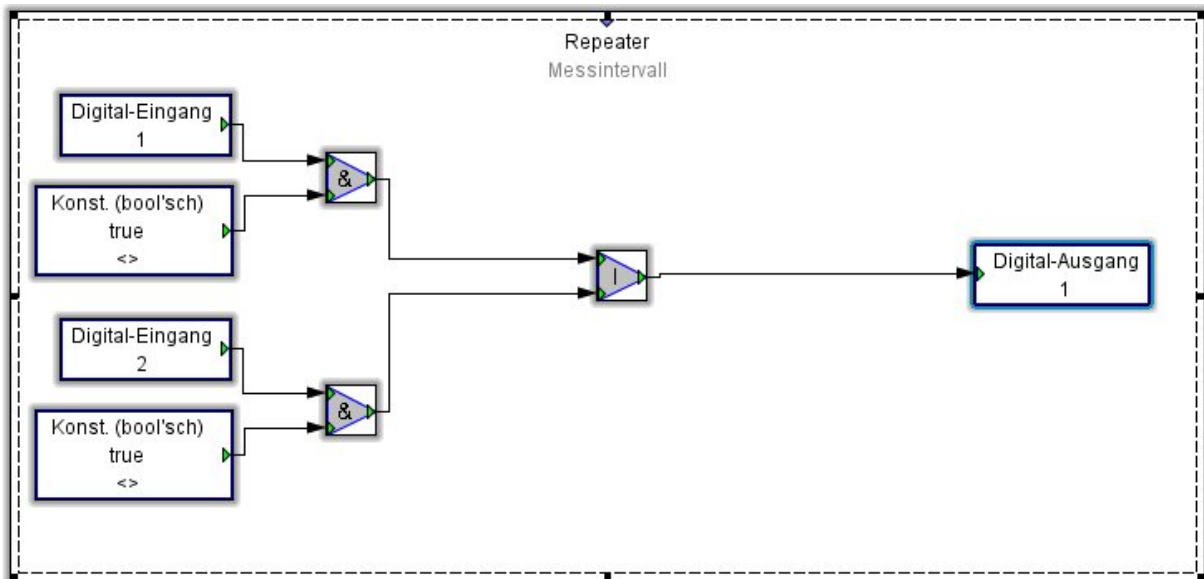 Repeater
Messintervall
Digital-Eingang
1
&
Konst. (bool'sch)
true
<>
|
Digital-Ausgang
1
Digital-Eingang
2
&
Konst. (bool'sch)
true
<>